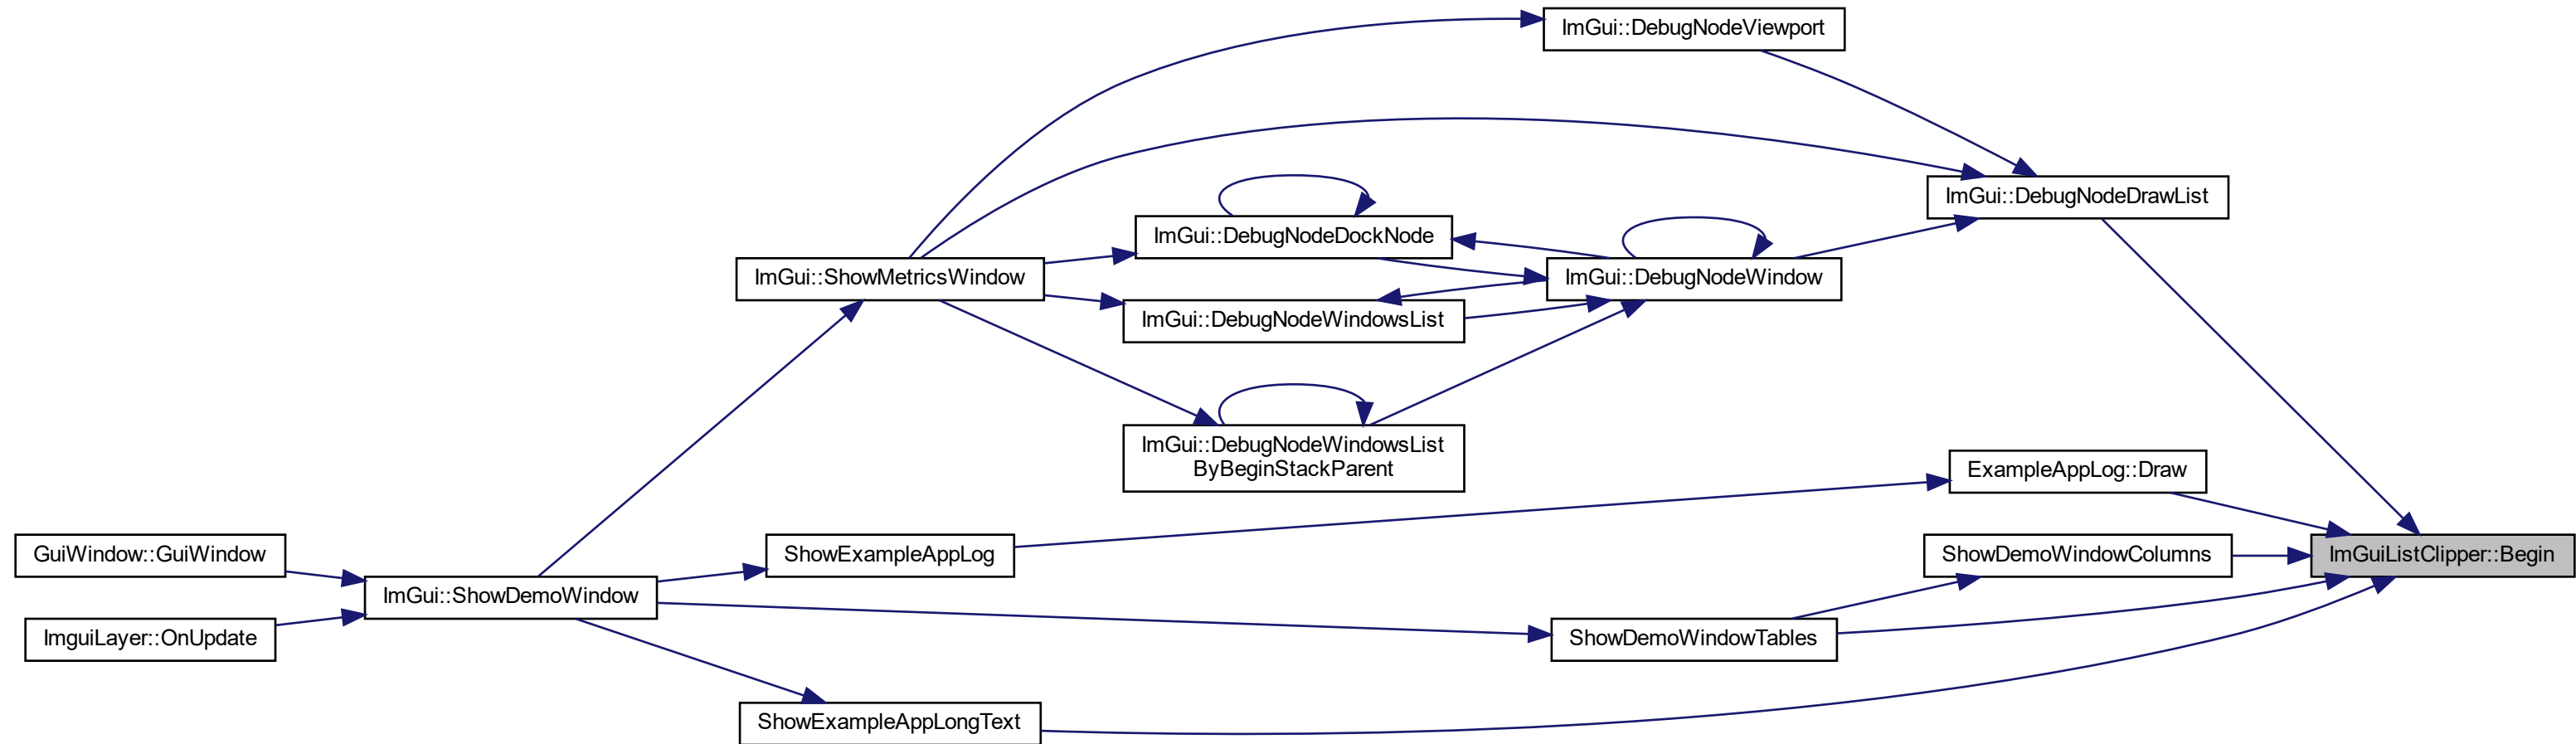 ImGui::DebugNodeViewport
ImGui::DebugNodeDrawList
ImGui::DebugNodeDockNode
ImGui::ShowMetricsWindow
ImGui::DebugNodeWindow
ImGui::DebugNodeWindowsList
ImGui::DebugNodeWindowsList
ByBeginStackParent
ExampleAppLog::Draw
GuiWindow::GuiWindow
ShowExampleAppLog
ShowDemoWindowColumns
ImGuiListClipper::Begin
ImGui::ShowDemoWindow
ImguiLayer::OnUpdate
ShowDemoWindowTables
ShowExampleAppLongText